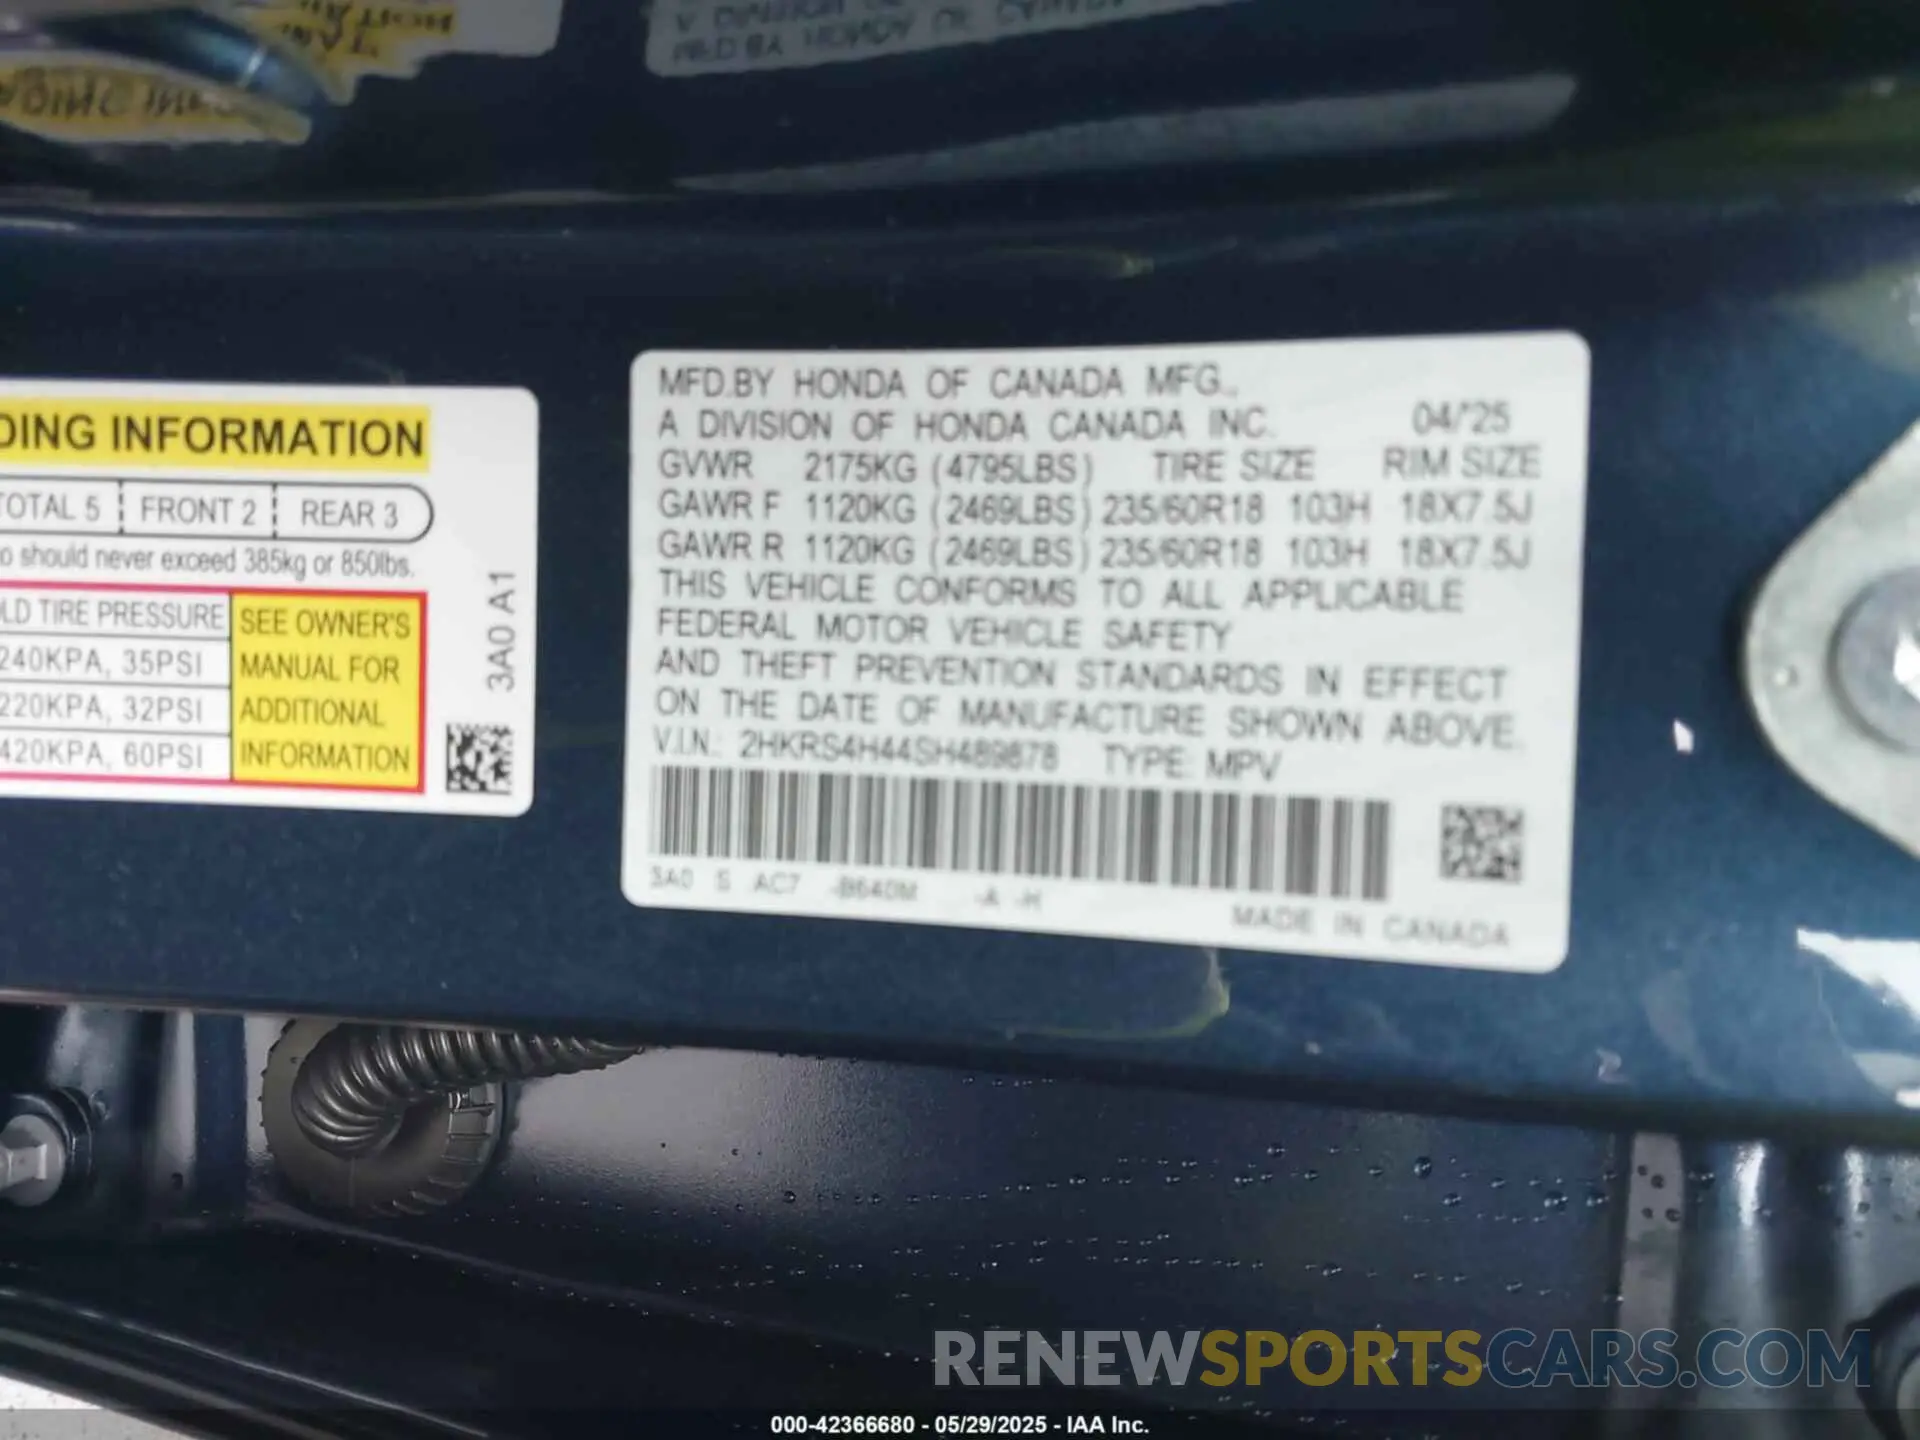 DING INFORMATION
TOTAL 5 FRONT 2 REAR 3
o should never exceed 385kg or 850lbs.
LD TIRE PRESSURE
240KPA, 35PSI
220KPA, 32PSI
420KPA, 60PSI
SEE OWNER'S
MANUAL FOR
ADDITIONAL
INFORMATION
3A0 A1
MFD.BY HONDA OF CANADA MFG.,
A DIVISION OF HONDA CANADA INC. 04/'25
GVWR 2175KG (4795LBS) TIRE SIZE RIM SIZE
GAWR F 1120KG (2469LBS) 235/60R18 103H 18X7.5J
GAWR R 1120KG (2469LBS) 235/60R18 103H 18X7.5J
THIS VEHICLE CONFORMS TO ALL APPLICABLE
FEDERAL MOTOR VEHICLE SAFETY
AND THEFT PREVENTION STANDARDS IN EFFECT
ON THE DATE OF MANUFACTURE SHOWN ABOVE.
V.I.N.: 2HKRS4H44SH489878 TYPE: MPV
3A0 S AC7 -B640M -A -H
MADE IN CANADA
RENEWSPORTSCARS.COM
000-42366680 - 05/29/2025 - IAA Inc.